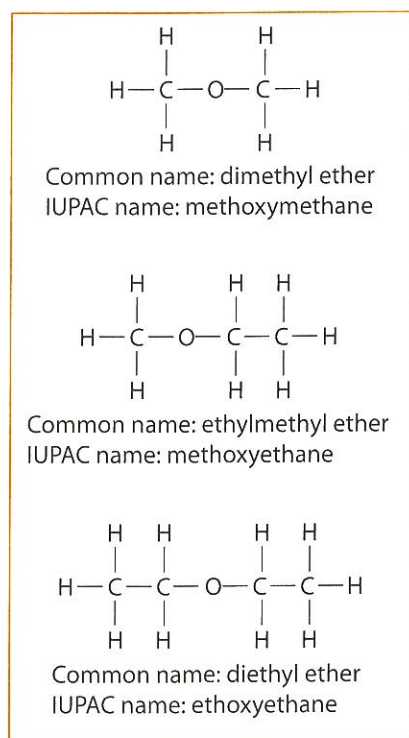 H H
H—C—O—C—H
H H
Common name: dimethyl ether
IUPAC name: methoxymethane
H H H
H—C—O—C—C—H
H H H
Common name: ethylmethyl ether
IUPAC name: methoxyethane
H H H H
H—C—C—O—C—C—H
H H H H
Common name: diethyl ether
IUPAC name: ethoxyethane